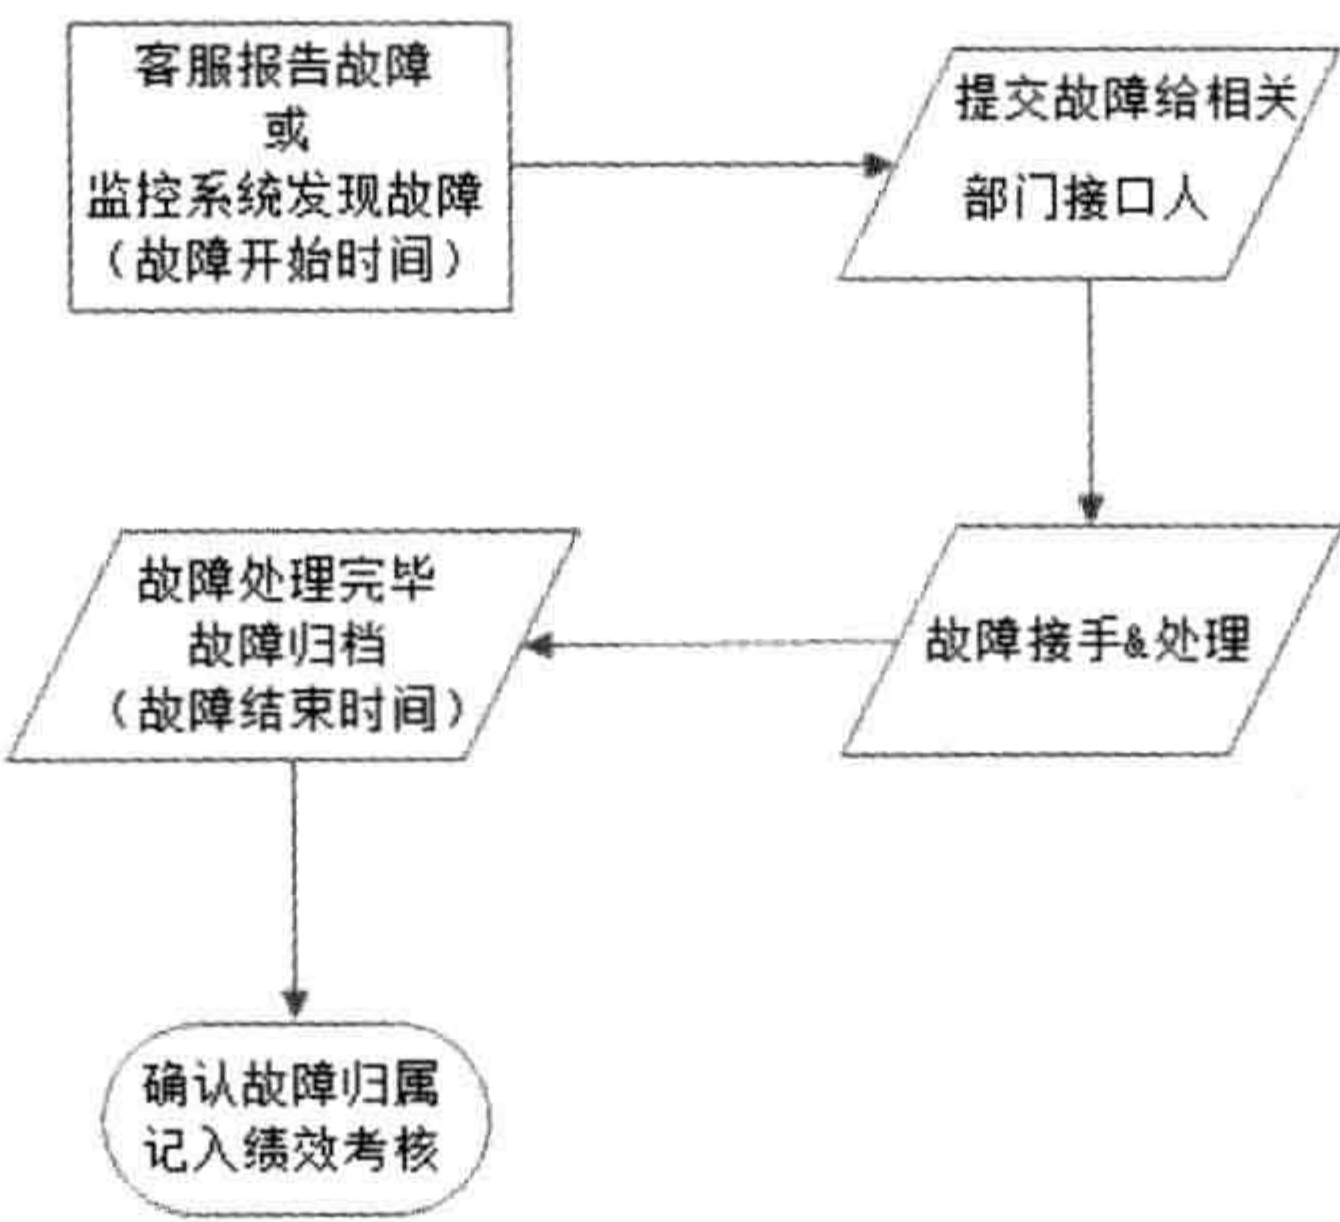 客服报告故障
或
监控系统发现故障
（故障开始时间）
提交故障给相关
部门接口人
故障接手&处理
故障处理完毕
故障归档
（故障结束时间）
确认故障归属
记入绩效考核